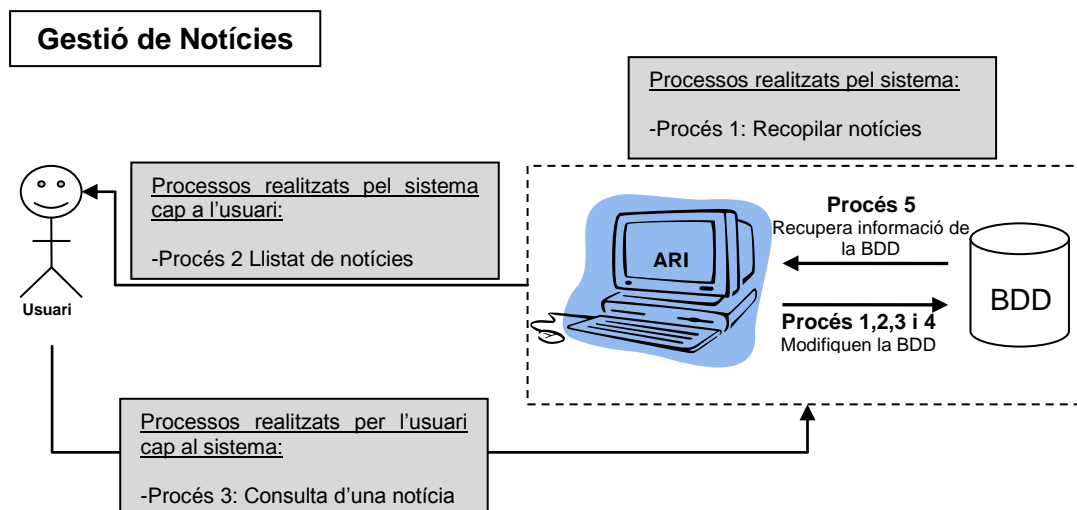 Gestió de Notícies
Processos realitzats pel sistema:
-Procés 1: Recopilar notícies
Processos realitzats pel sistema
cap a l'usuari:
-Procés 2 Llistat de notícies
Usuari
ARI
Procés 5
Recupera informació de
la BDD
BDD
Procés 1,2,3 i 4
Modifiquen la BDD
Processos realitzats per l'usuari
cap al sistema:
-Procés 3: Consulta d'una notícia